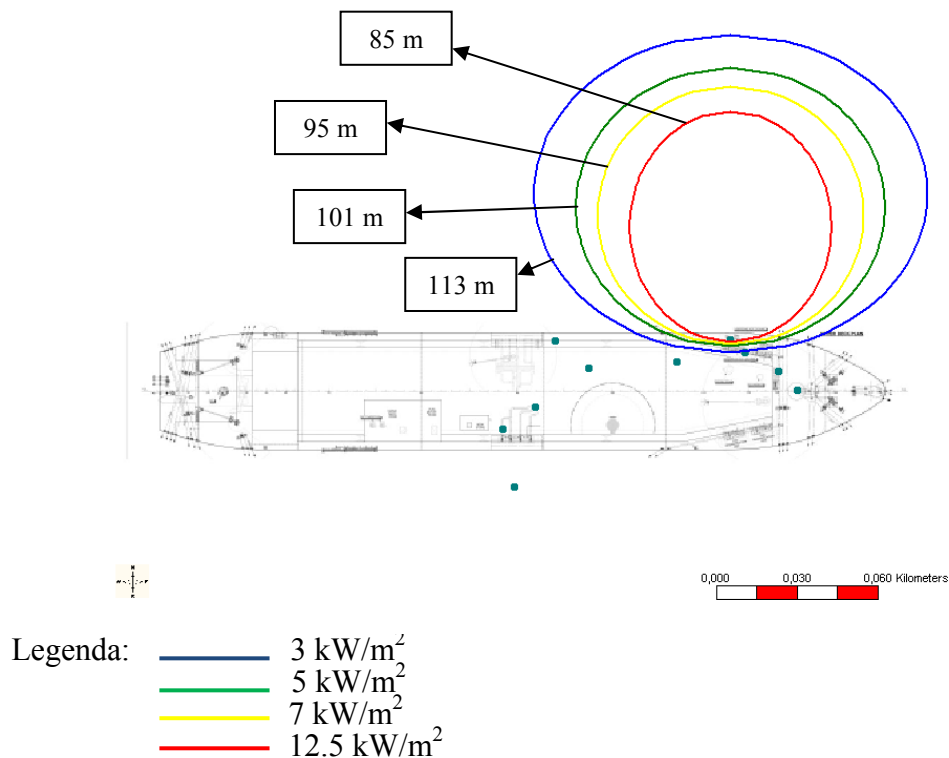 85 m
95 m
101 m
113 m
0,000 0,030 0,060 Kilometers
Legenda:
3 kW/m²
5 kW/m²
7 kW/m²
12.5 kW/m²